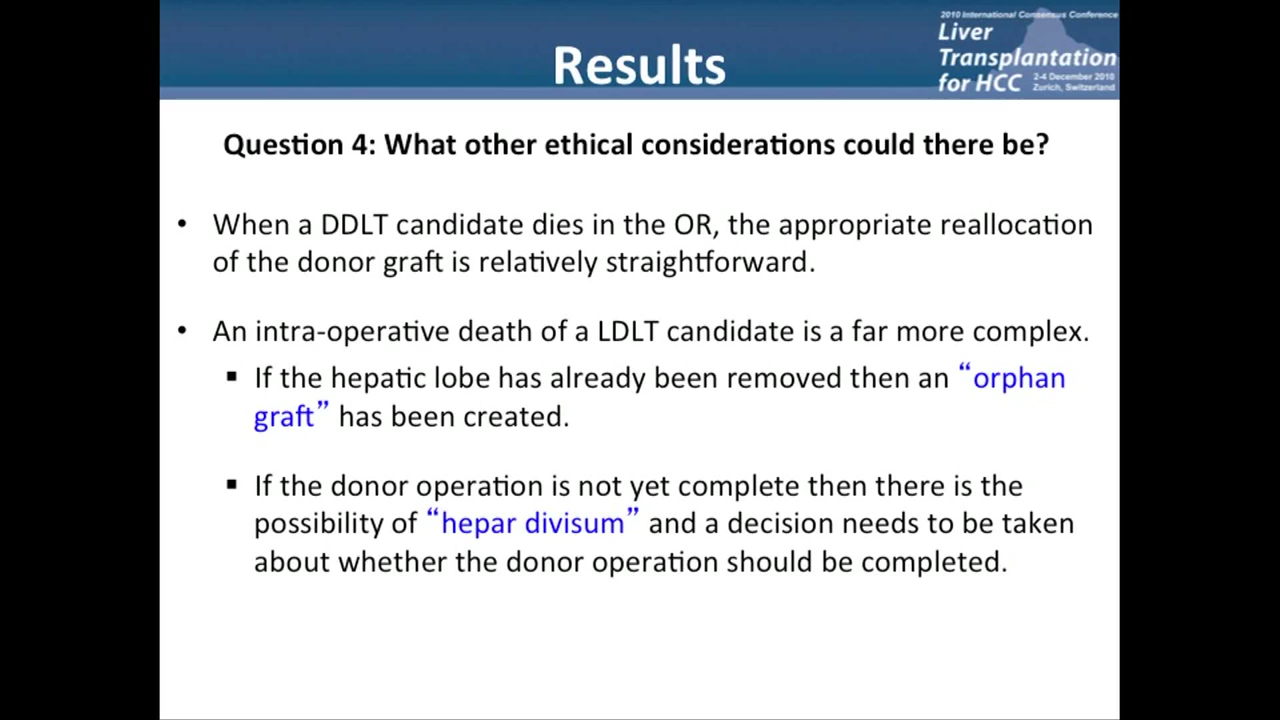 2010 International Consensus Conference
Liver
Transplantation
for HCC
2-4 December 2010
Zurich, Switzerland
Results
Question 4: What other ethical considerations could there be?
• When a DDLT candidate dies in the OR, the appropriate reallocation
of the donor graft is relatively straightforward.
• An intra-operative death of a LDLT candidate is a far more complex.
▪ If the hepatic lobe has already been removed then an “orphan
graft” has been created.
▪ If the donor operation is not yet complete then there is the
possibility of “hepar divisum” and a decision needs to be taken
about whether the donor operation should be completed.